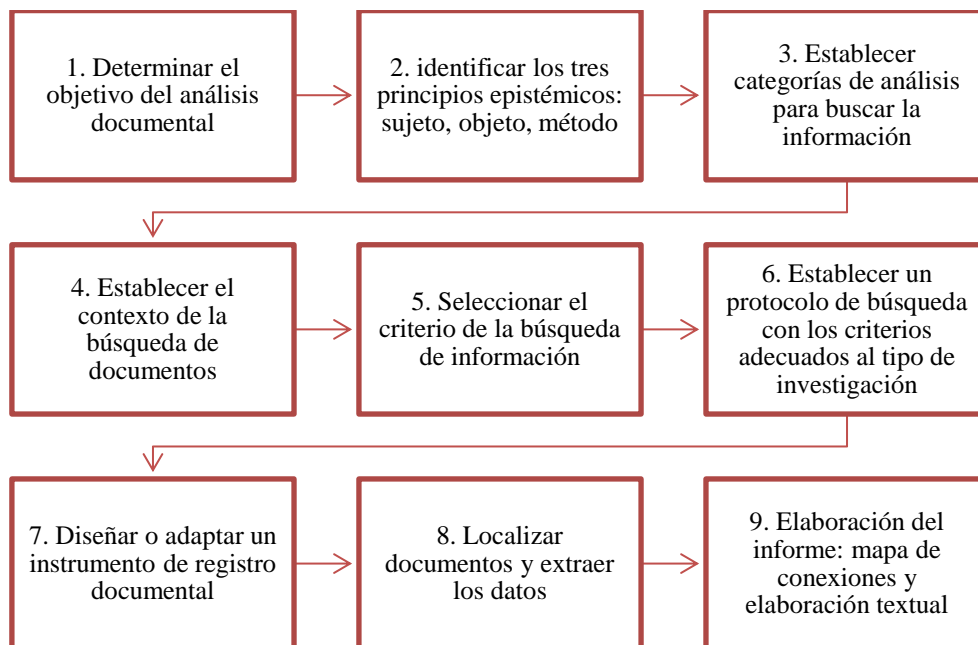 1. Determinar el
objetivo del análisis
documental
2. identificar los tres
principios epistémicos:
sujeto, objeto, método
3. Establecer
categorías de análisis
para buscar la
información
4. Establecer el
contexto de la
búsqueda de
documentos
5. Seleccionar el
criterio de la búsqueda
de información
6. Establecer un
protocolo de búsqueda
con los criterios
adecuados al tipo de
investigación
7. Diseñar o adaptar un
instrumento de registro
documental
8. Localizar
documentos y extraer
los datos
9. Elaboración del
informe: mapa de
conexiones y
elaboración textual